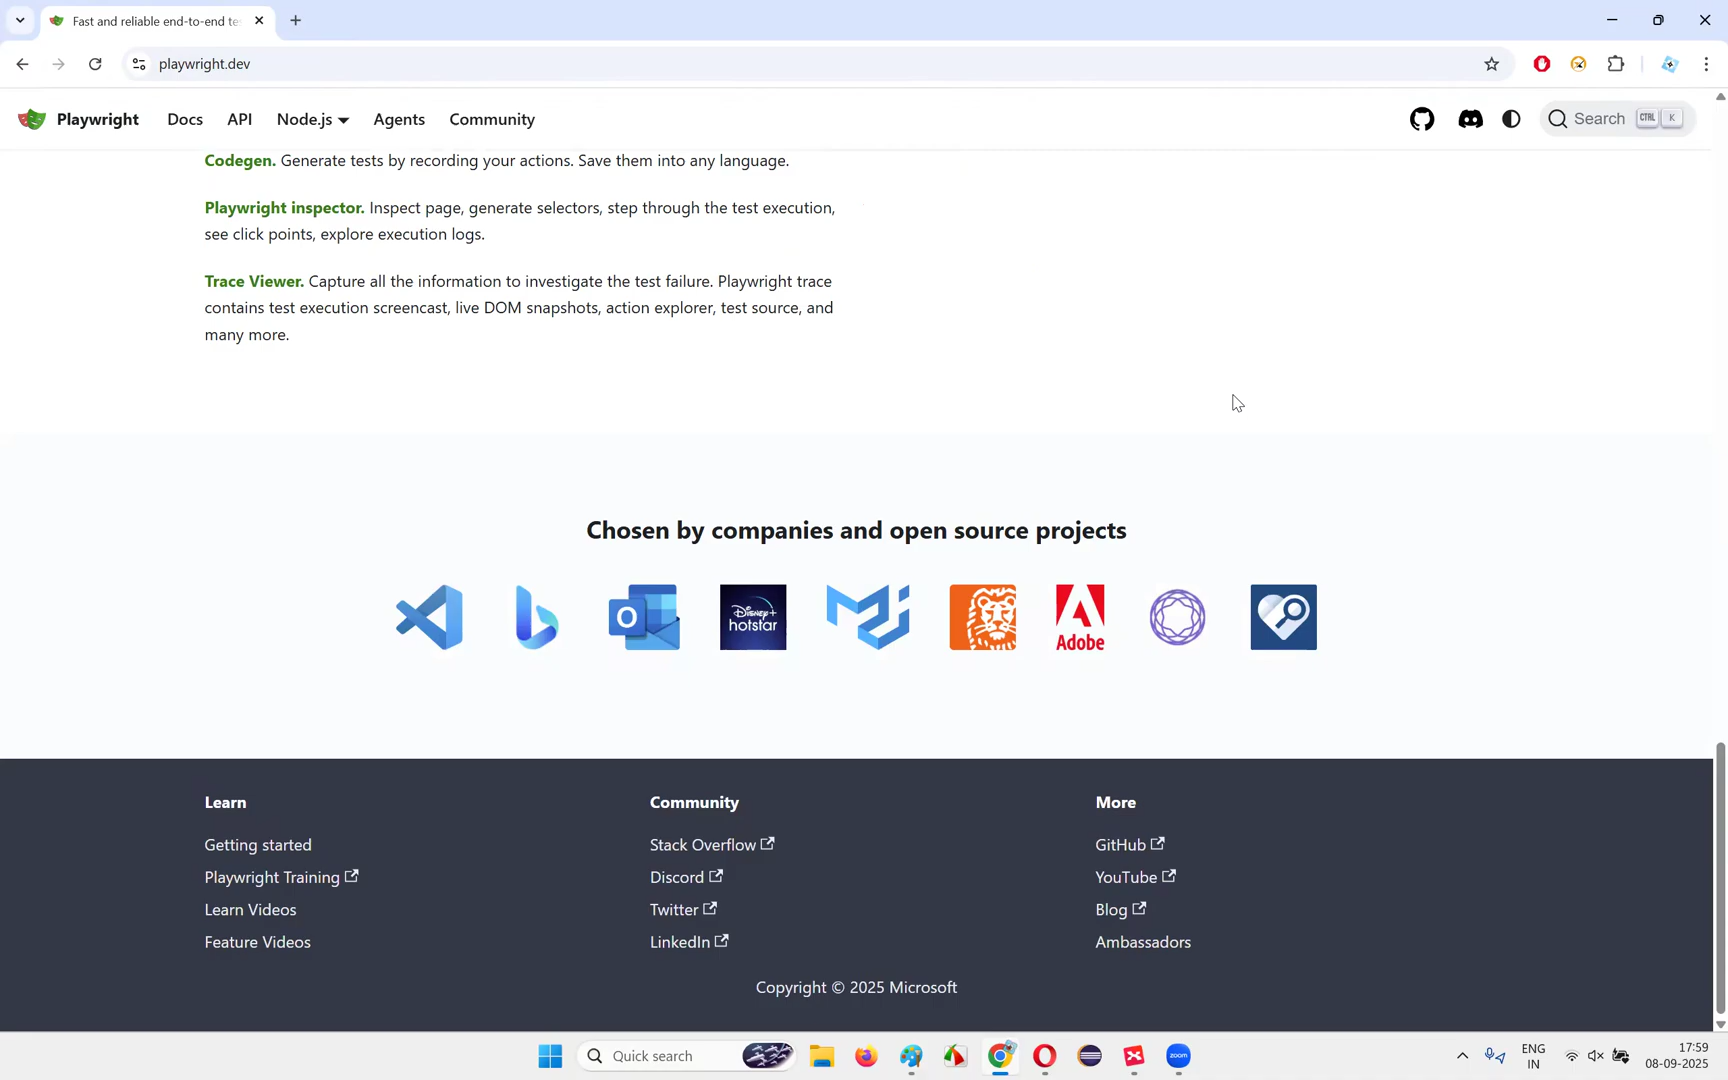 Fast and reliable end-to-end te
playwright.dev
Playwright
Docs
API
Node.js
Agents
Community
Search
CTRL
K
Codegen. Generate tests by recording your actions. Save them into any language.
Playwright inspector. Inspect page, generate selectors, step through the test execution,
see click points, explore execution logs.
Trace Viewer. Capture all the information to investigate the test failure. Playwright trace
contains test execution screencast, live DOM snapshots, action explorer, test source, and
many more.
Chosen by companies and open source projects
O
Disney+
hotstar
Adobe
Learn
Getting started
Playwright Training
Learn Videos
Feature Videos
Community
Stack Overflow
Discord
Twitter
LinkedIn
More
GitHub
YouTube
Blog
Ambassadors
Copyright © 2025 Microsoft
Quick search
zoom
ENG
IN
17:59
08-09-2025